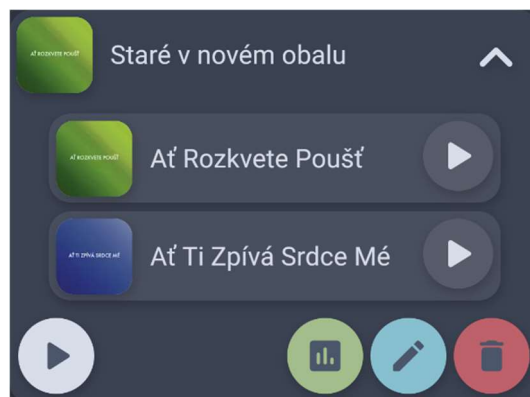 AŤ ROZKVETE POUŠŤ
Staré v novém obalu
AŤ ROZKVETE POUŠŤ
Ať Rozkvete Poušť
AŤ TI ZPÍVÁ SRDCE MÉ
Ať Ti Zpívá Srdce Mé